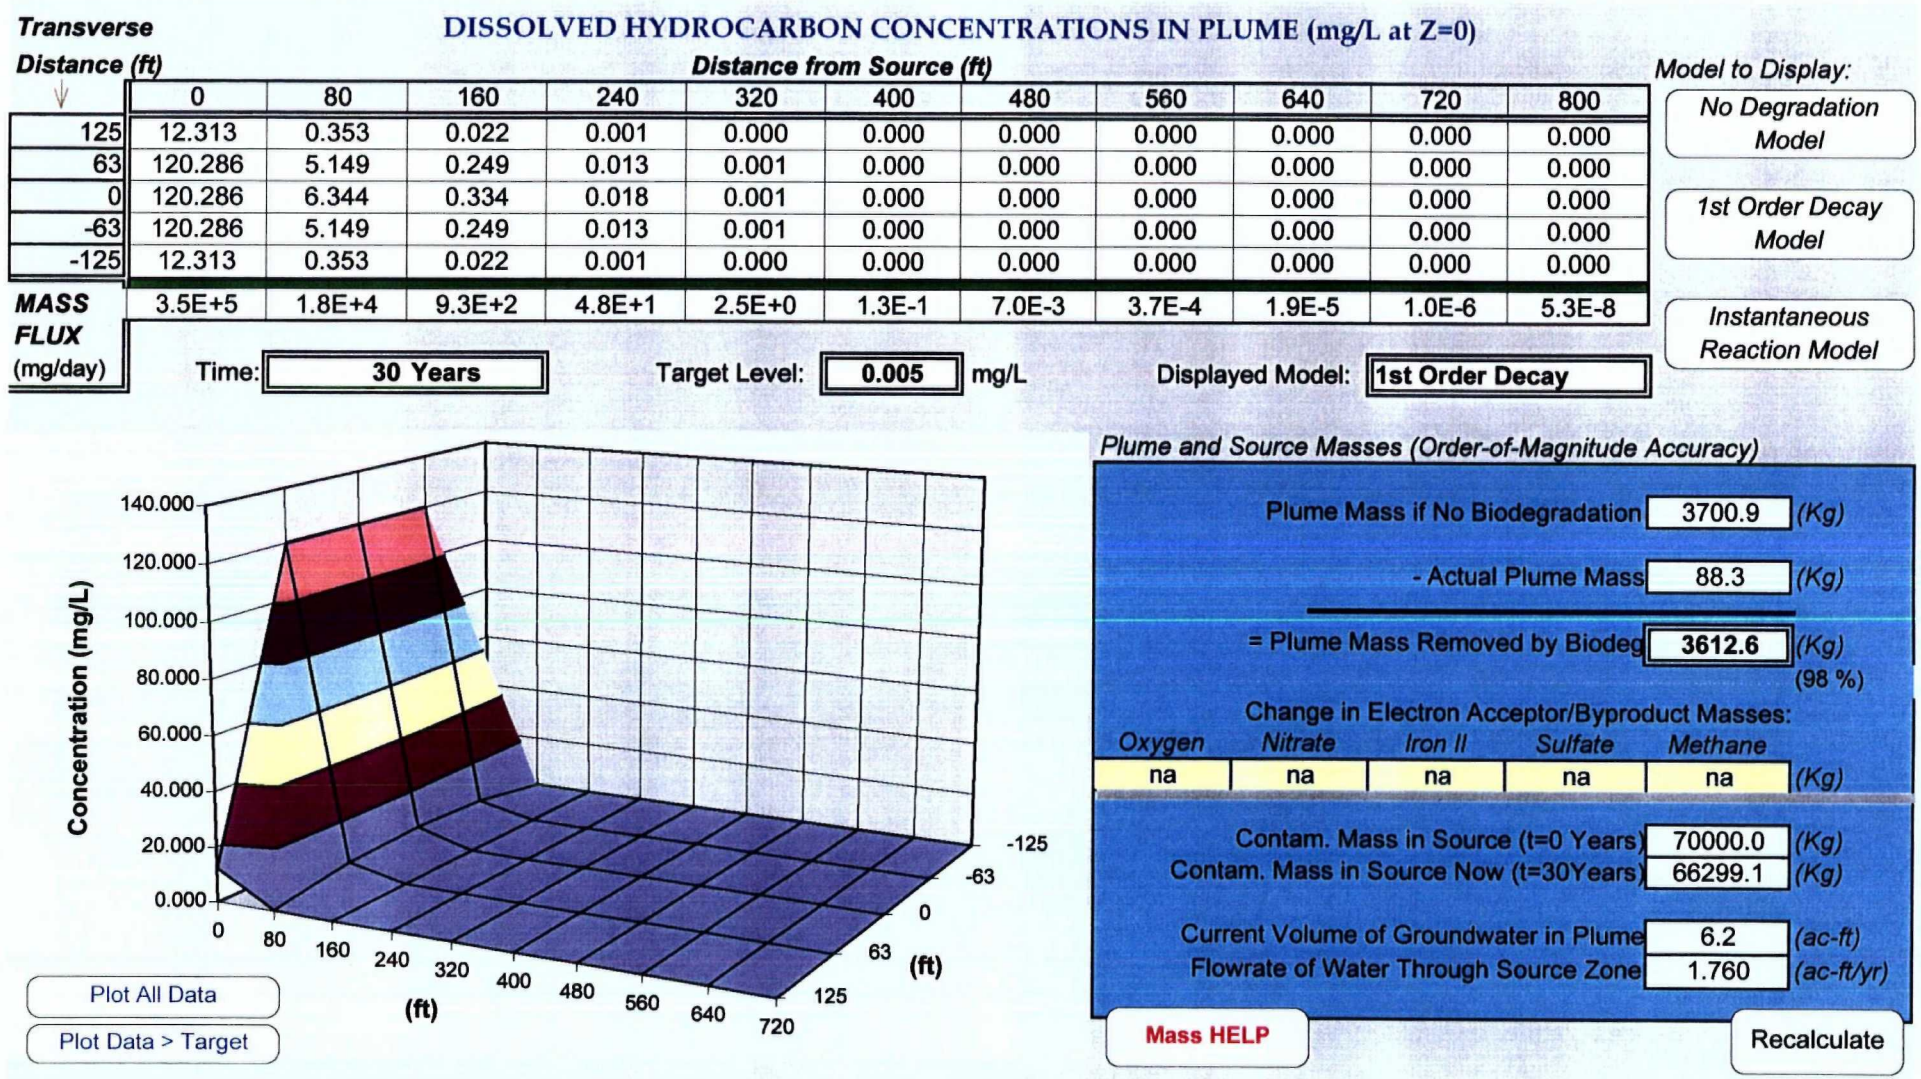 Transverse
DISSOLVED HYDROCARBON CONCENTRATIONS IN PLUME (mg/L at Z=0)
Distance (ft)
Distance from Source (ft)
Model to Display:
0 80 160 240 320 400 480 560 640 720 800
No Degradation
Model
125 12.313 0.353 0.022 0.001 0.000 0.000 0.000 0.000 0.000 0.000 0.000
63 120.286 5.149 0.249 0.013 0.001 0.000 0.000 0.000 0.000 0.000 0.000
0 120.286 6.344 0.334 0.018 0.001 0.000 0.000 0.000 0.000 0.000 0.000
-63 120.286 5.149 0.249 0.013 0.001 0.000 0.000 0.000 0.000 0.000 0.000
-125 12.313 0.353 0.022 0.001 0.000 0.000 0.000 0.000 0.000 0.000 0.000
1st Order Decay
Model
MASS 3.5E+5 1.8E+4 9.3E+2 4.8E+1 2.5E+0 1.3E-1 7.0E-3 3.7E-4 1.9E-5 1.0E-6 5.3E-8
FLUX
(mg/day)
Instantaneous
Reaction Model
Time: 30 Years Target Level: 0.005 mg/L Displayed Model: 1st Order Decay
140.000
120.000
100.000
80.000
60.000
40.000
20.000
0.000
Concentration (mg/L)
0
80
160
240
320
400
480
560
640
720
(ft)
-125
-63
0
63
125
(ft)
Plot All Data
Plot Data > Target
Plume and Source Masses (Order-of-Magnitude Accuracy)
Plume Mass if No Biodegradation 3700.9 (Kg)
- Actual Plume Mass 88.3 (Kg)
= Plume Mass Removed by Biodeg 3612.6 (Kg)
(98 %)
Change in Electron Acceptor/Byproduct Masses:
Oxygen Nitrate Iron II Sulfate Methane
na na na na na (Kg)
Contam. Mass in Source (t=0 Years) 70000.0 (Kg)
Contam. Mass in Source Now (t=30Years) 66299.1 (Kg)
Current Volume of Groundwater in Plume 6.2 (ac-ft)
Flowrate of Water Through Source Zone 1.760 (ac-ft/yr)
Mass HELP
Recalculate